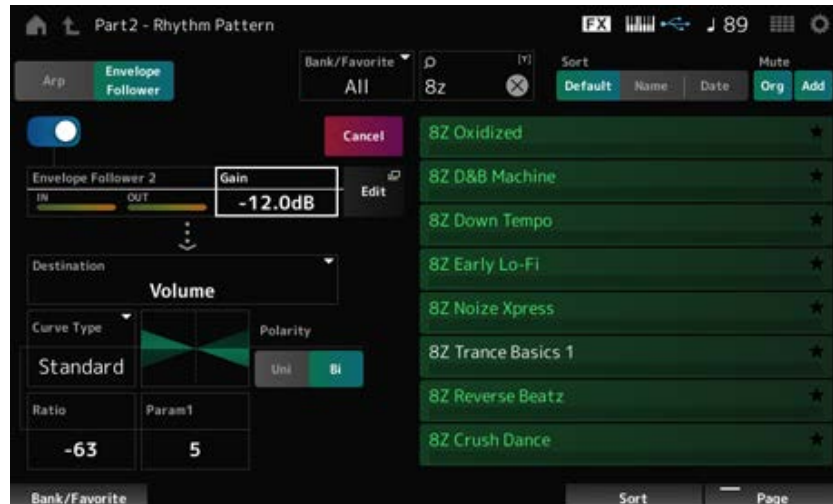 Part2 - Rhythm Pattern
FX
89
Arp
Envelope
Follower
Bank/Favorite
All
[Y]
8z
Sort
Default
Name
Date
Mute
Org
Add
Cancel
Envelope Follower 2
IN
OUT
Gain
-12.0dB
Edit
Destination
Volume
Curve Type
Standard
Polarity
Uni
Bi
Ratio
-63
Param1
5
8Z Oxidized
8Z D&B Machine
8Z Down Tempo
8Z Early Lo-Fi
8Z Noize Xpress
8Z Trance Basics 1
8Z Reverse Beatz
8Z Crush Dance
Bank/Favorite
Sort
Page